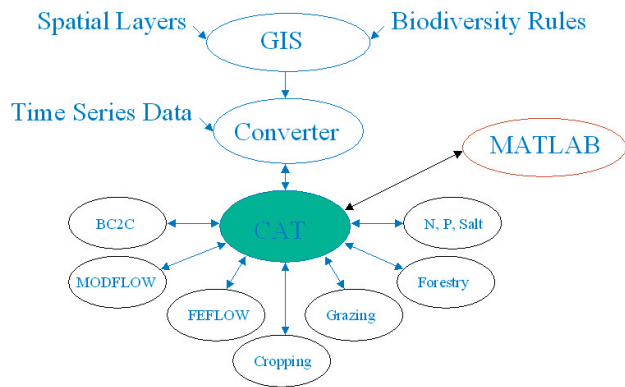 Spatial Layers
Biodiversity Rules
GIS
Time Series Data
Converter
MATLAB
BC2C
CAT
N, P, Salt
MODFLOW
Forestry
FEFLOW
Grazing
Cropping